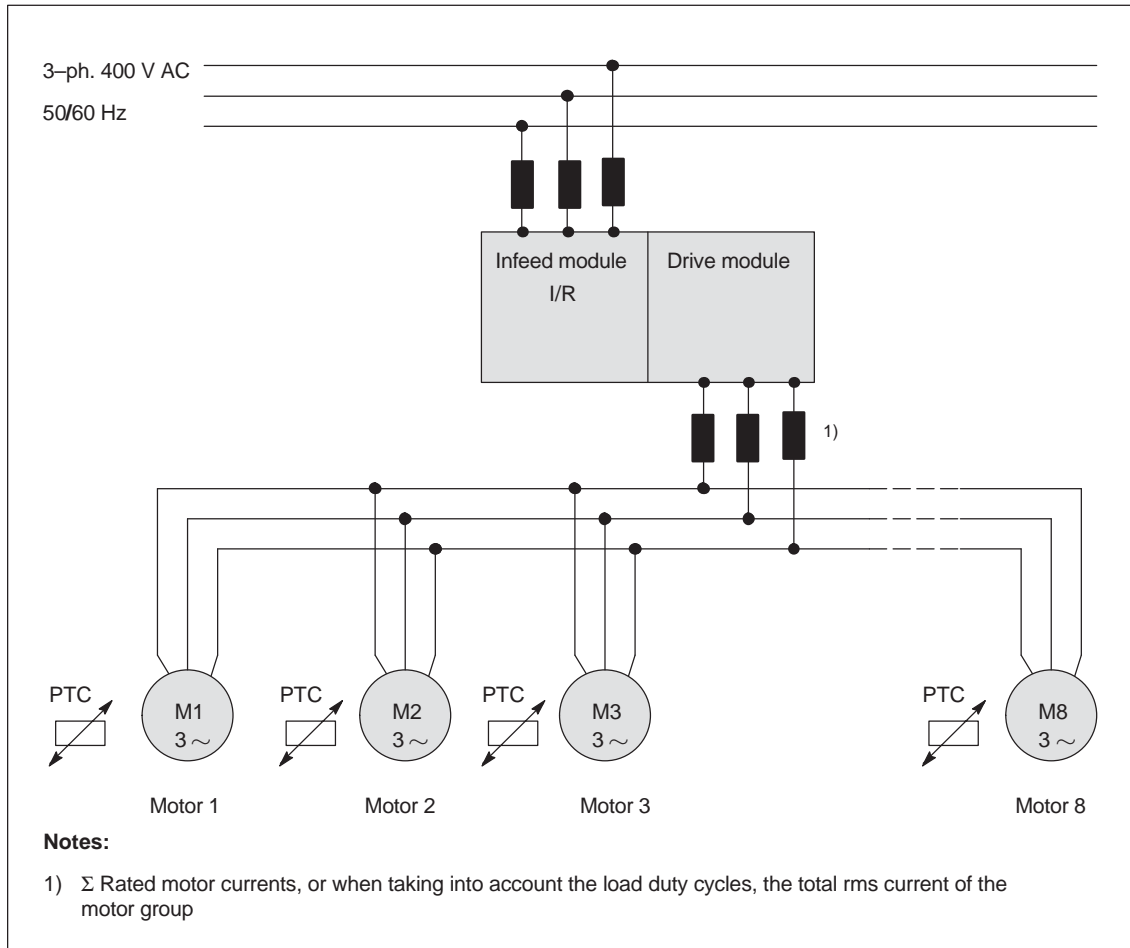 3–ph. 400 V AC
50/60 Hz
Infeed module
I/R
Drive module
1)
PTC
M1
3 ∼
Motor 1
PTC
M2
3 ∼
Motor 2
PTC
M3
3 ∼
Motor 3
PTC
M8
3 ∼
Motor 8
Notes:
1) Σ Rated motor currents, or when taking into account the load duty cycles, the total rms current of the
motor group